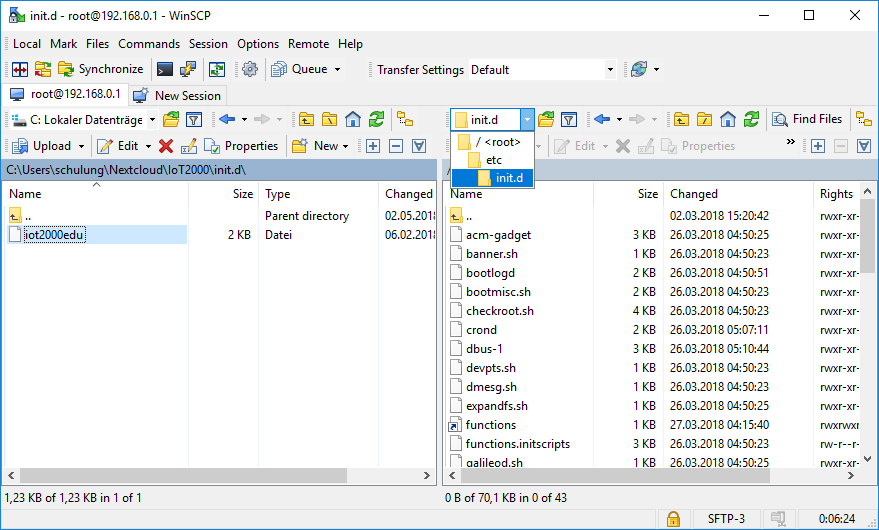 init.d - root@192.168.0.1 - WinSCP
Local Mark Files Commands Session Options Remote Help
Synchronize Queue Transfer Settings Default
root@192.168.0.1 New Session
C: Lokaler Datenträge init.d Find Files
/ <root>
etc
init.d
Upload Edit Properties New » Edit Properties
C:\Users\schulung\Nextcloud\IoT2000\init.d\
Name Size Type Changed Name Size Changed Rights
.. Parent directory 02.05.2018 .. 02.03.2018 15:20:42 rwxr-xr-
iot2000edu 2 KB Datei 06.02.2018 acm-gadget 3 KB 26.03.2018 04:50:25 rwxr-xr-
banner.sh 1 KB 26.03.2018 04:50:23 rwxr-xr-
bootlogd 2 KB 26.03.2018 04:50:51 rwxr-xr-
bootmisc.sh 2 KB 26.03.2018 04:50:23 rwxr-xr-
checkroot.sh 4 KB 26.03.2018 04:50:23 rwxr-xr-
crond 2 KB 26.03.2018 05:07:11 rwxr-xr-
dbus-1 3 KB 26.03.2018 05:10:44 rwxr-xr-
devpts.sh 1 KB 26.03.2018 04:50:23 rwxr-xr-
dmesg.sh 1 KB 26.03.2018 04:50:23 rwxr-xr-
expandfs.sh 1 KB 26.03.2018 04:50:25 rwxr-xr-
functions 1 KB 27.03.2018 04:15:40 rwxrwxr
functions.initscripts 3 KB 26.03.2018 04:50:23 rw-r--r-
galileod.sh 1 KB 26.03.2018 04:50:25 rwxr-xr-
1,23 KB of 1,23 KB in 1 of 1 0 B of 70,1 KB in 0 of 43
SFTP-3 0:06:24